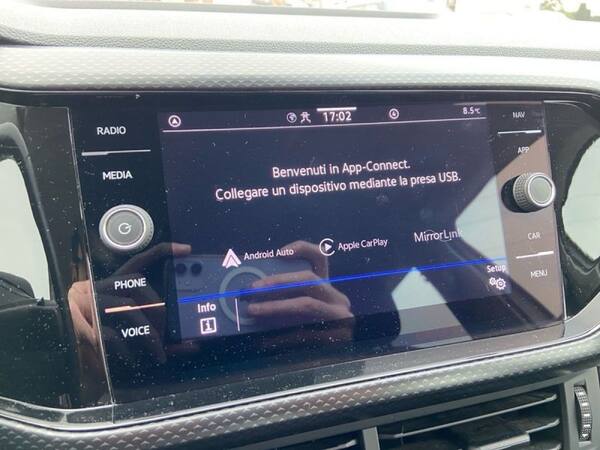 RADIO
MEDIA
PHONE
VOICE
17:02
8.5°C
Benvenuti in App-Connect.
Collegare un dispositivo mediante la presa USB.
Android Auto
Apple CarPlay
MirrorLink
Info
Setup
NAV
APP
CAR
MENU